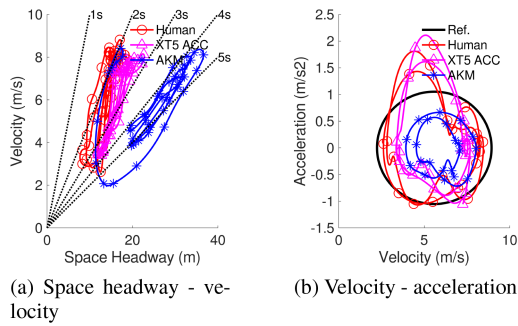 1s 2s 3s 4s
5s
Human
XT5 ACC
AKM
10
8
6
4
2
0
Velocity (m/s)
0 10 20 30 40
Space Headway (m)
(a) Space headway - ve-
locity
Ref.
Human
XT5 ACC
AKM
2.5
2
1.5
1
0.5
0
-0.5
-1
-1.5
Acceleration (m/s2)
0 5 10
Velocity (m/s)
(b) Velocity - acceleration